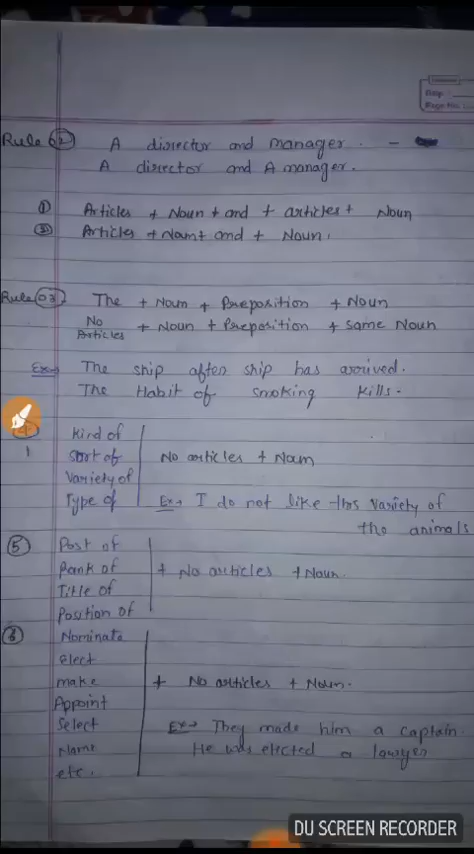 Page No.
Rule 02 A director and manager. -
A director and A manager.
① Articles + Noun + and + articles + Noun
② Articles + Noun + and + Noun.
Rule 03 The + Noun + Preposition + Noun
No Articles + Noun + Preposition + same Noun
Ex→ The ship after ship has arrived.
The Habit of smoking kills.
④ Kind of
1 sort of No articles + Noun
Variety of
Type of Ex→ I do not like this variety of
the animals
⑤ Post of
Rank of + No articles + Noun.
Title of
Position of
⑥ Nominate
Elect
make + No articles + Noun.
Appoint
Select Ex→ They made him a captain.
Name He was elected a lawyer
etc.
DU SCREEN RECORDER